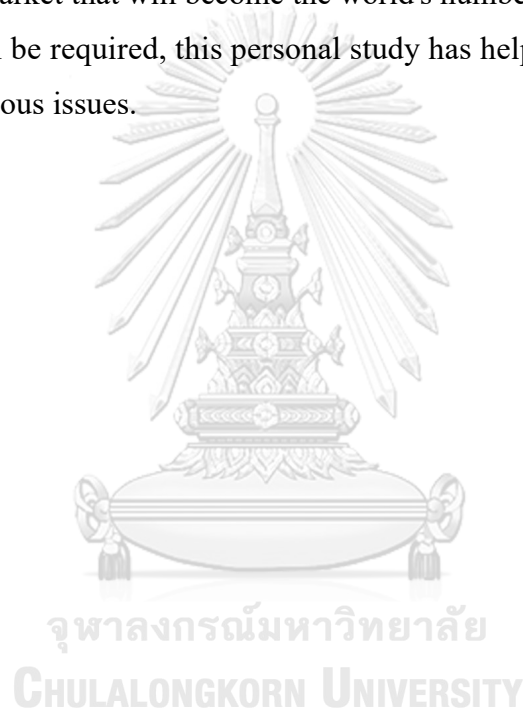 arket that will become the world's number
be required, this personal study has help
ous issues.
จุฬาลงกรณ์มหาวิทยาลัย
CHULALONGKORN UNIVERSITY